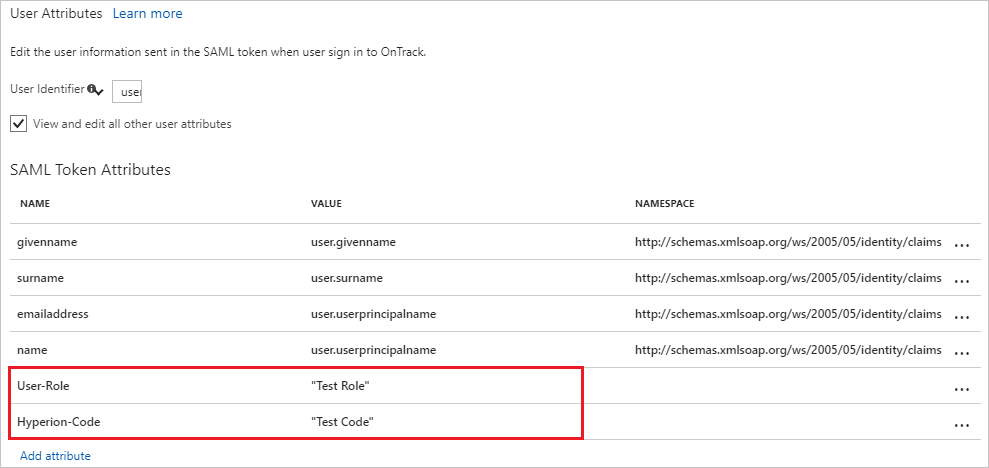 User Attributes Learn more
Edit the user information sent in the SAML token when user sign in to OnTrack.
User Identifier user
View and edit all other user attributes
SAML Token Attributes
NAME VALUE NAMESPACE
givenname user.givenname http://schemas.xmlsoap.org/ws/2005/05/identity/claims ...
surname user.surname http://schemas.xmlsoap.org/ws/2005/05/identity/claims ...
emailaddress user.userprincipalname http://schemas.xmlsoap.org/ws/2005/05/identity/claims ...
name user.userprincipalname http://schemas.xmlsoap.org/ws/2005/05/identity/claims ...
User-Role "Test Role" ...
Hyperion-Code "Test Code" ...
Add attribute